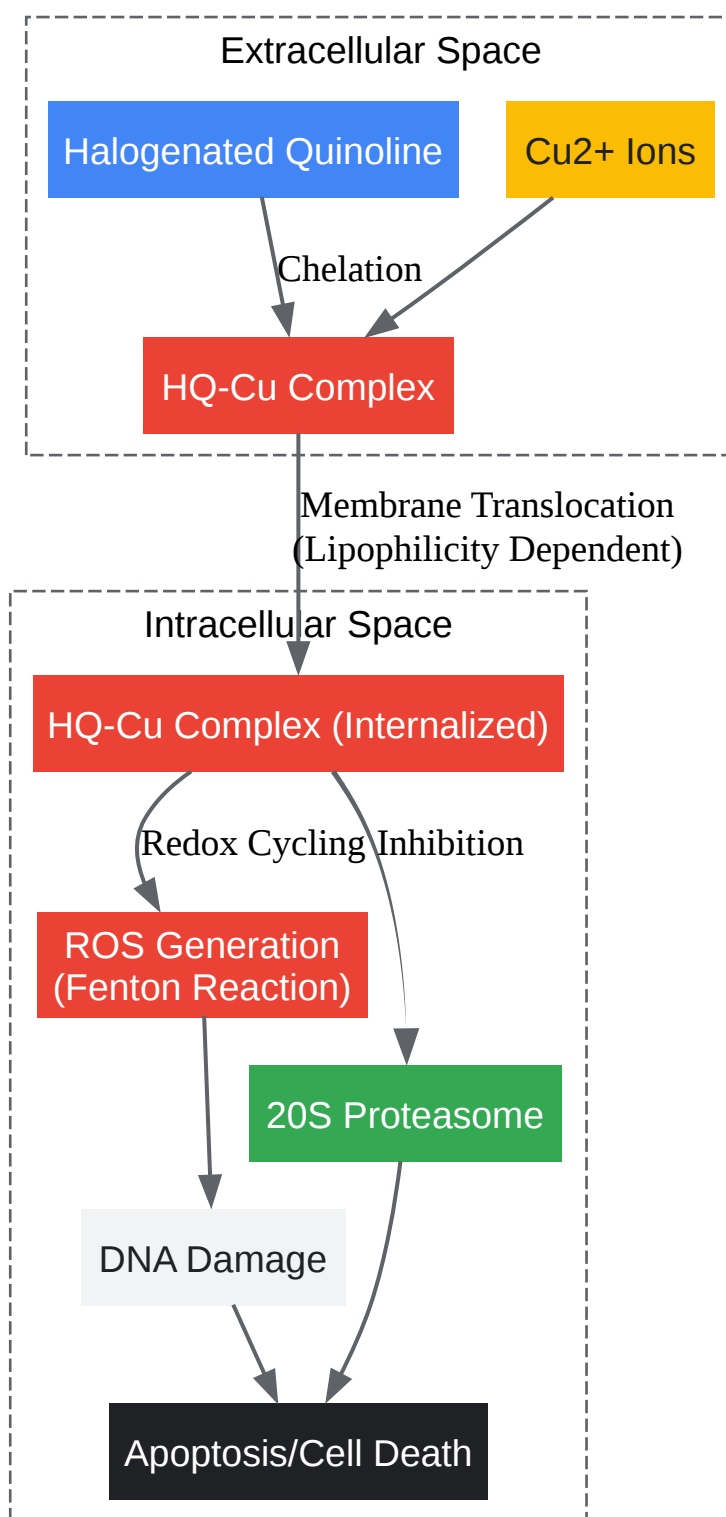 Extracellular Space
Halogenated Quinoline
Cu2+ Ions
Chelation
HQ-Cu Complex
Membrane Translocation
(Lipophilicity Dependent)
Intracellular Space
HQ-Cu Complex (Internalized)
Redox Cycling
Inhibition
ROS Generation
(Fenton Reaction)
20S Proteasome
DNA Damage
Apoptosis/Cell Death